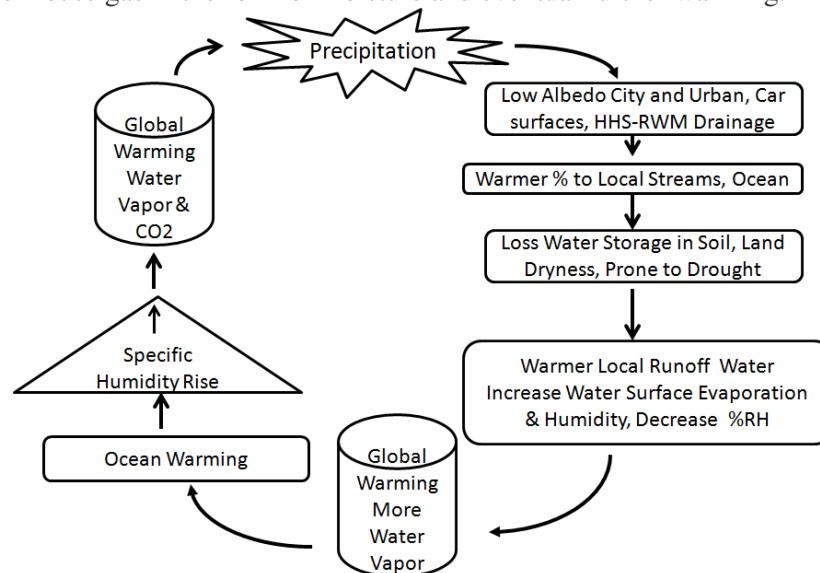 Precipitation
Low Albedo City and Urban, Car
surfaces, HHS-RWM Drainage
Warmer % to Local Streams, Ocean
Loss Water Storage in Soil, Land
Dryness, Prone to Drought
Warmer Local Runoff Water
Increase Water Surface Evaporation
& Humidity, Decrease %RH
Global
Warming
More
Water
Vapor
Ocean Warming
Specific
Humidity Rise
Global
Warming
Water
Vapor &
CO2